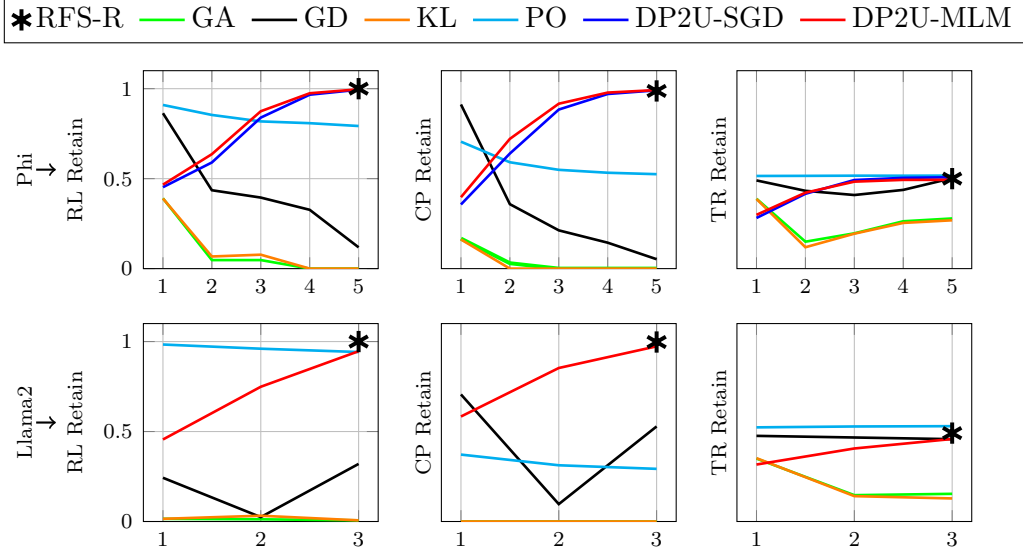 RFS-R GA GD KL PO DP2U-SGD DP2U-MLM
Phi
→
RL Retain
1
0.5
0
1 2 3 4 5
CP Retain
1 2 3 4 5
TR Retain
1 2 3 4 5
Llama2
→
RL Retain
1
0.5
0
1 2 3
CP Retain
1 2 3
TR Retain
1 2 3